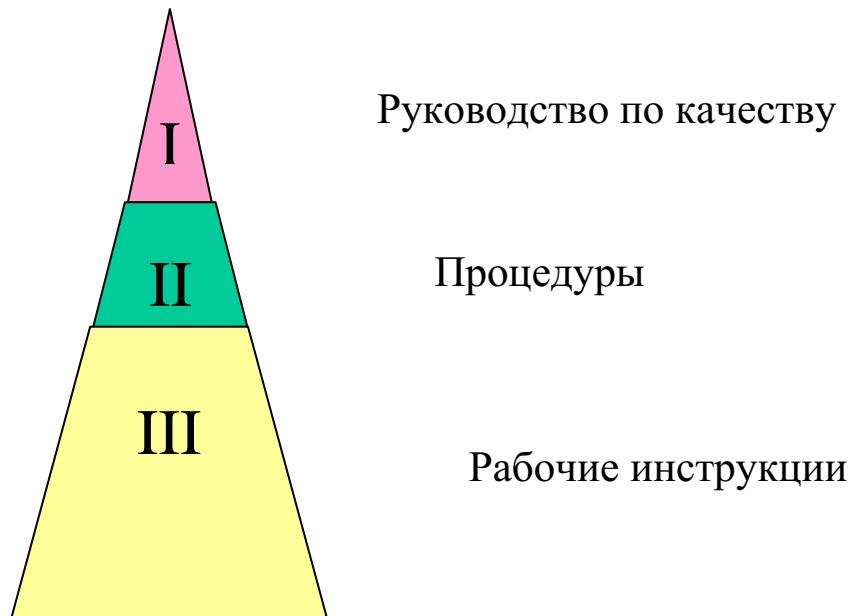 I
Руководство по качеству
II
Процедуры
III
Рабочие инструкции